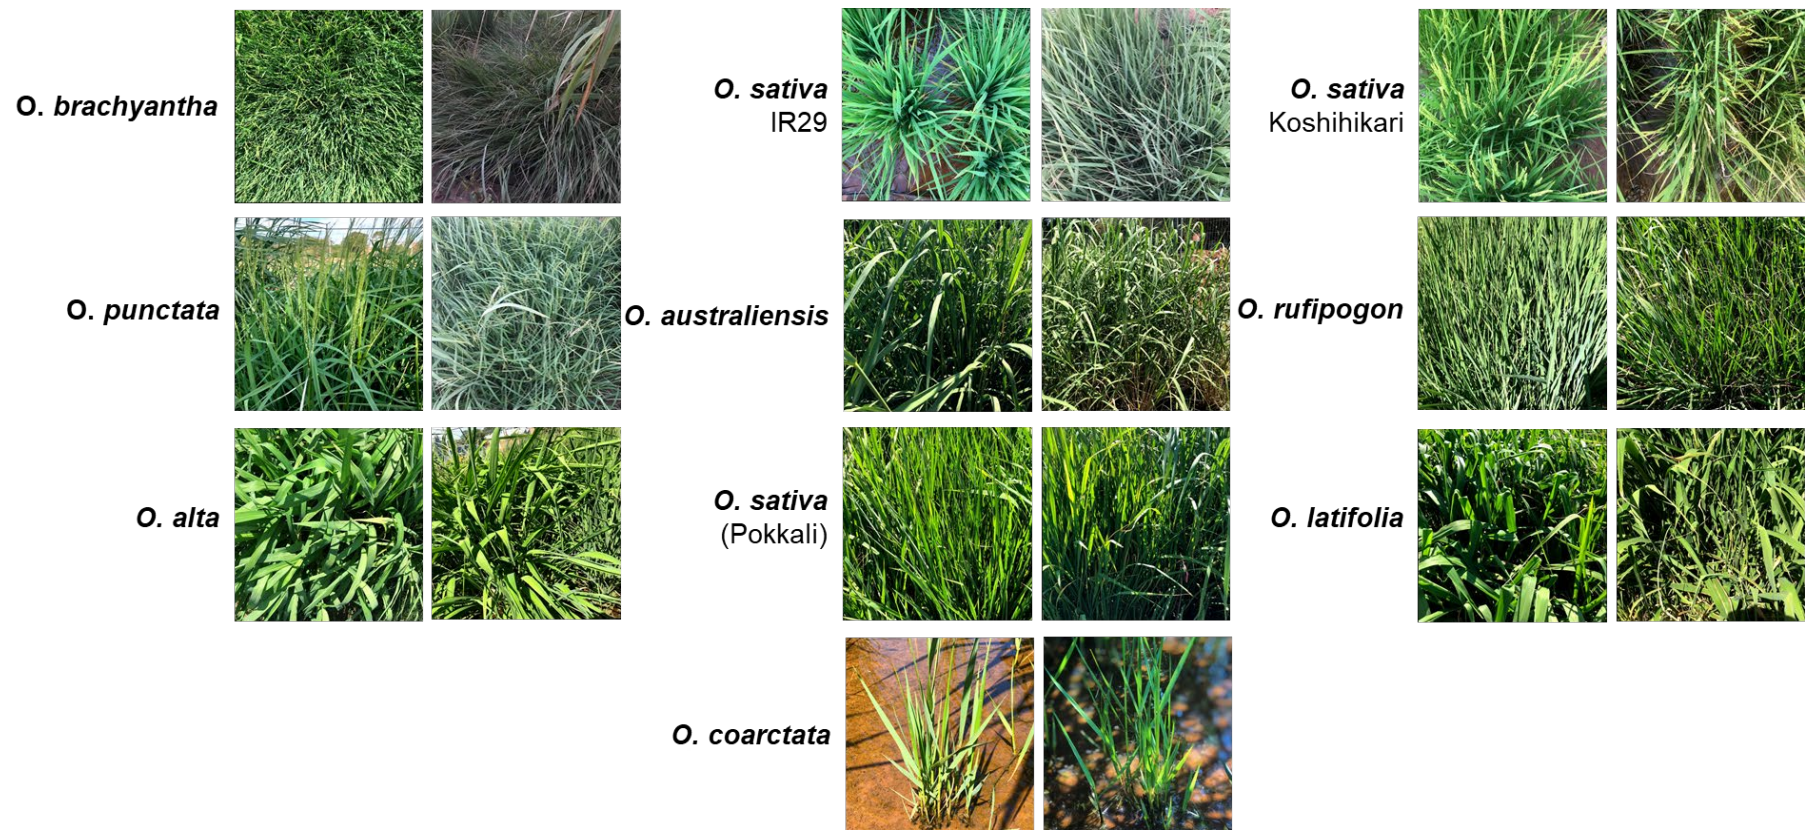 O. brachyantha
O. sativa
IR29
O. sativa
Koshihikari
O. punctata
O. australiensis
O. rufipogon
O. alta
O. sativa
(Pokkali)
O. latifolia
O. coarctata